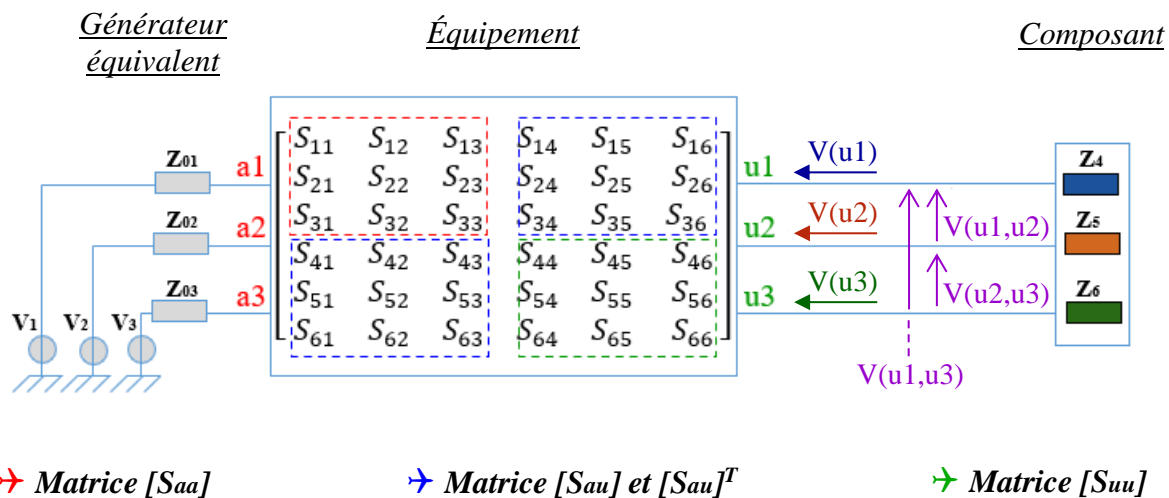 Générateur
équivalent
Équipement
Composant
V₁
V₂
V₃
Z₀₁
Z₀₂
Z₀₃
a1
a2
a3
S₁₁ S₁₂ S₁₃ S₁₄ S₁₅ S₁₆
S₂₁ S₂₂ S₂₃ S₂₄ S₂₅ S₂₆
S₃₁ S₃₂ S₃₃ S₃₄ S₃₅ S₃₆
S₄₁ S₄₂ S₄₃ S₄₄ S₄₅ S₄₆
S₅₁ S₅₂ S₅₃ S₅₄ S₅₅ S₅₆
S₆₁ S₆₂ S₆₃ S₆₄ S₆₅ S₆₆
u1
u2
u3
V(u1)
V(u2)
V(u3)
V(u1,u2)
V(u2,u3)
V(u1,u3)
Z₄
Z₅
Z₆
✈ Matrice [Saa]
✈ Matrice [Sau] et [Sau]ᵀ
✈ Matrice [Suu]